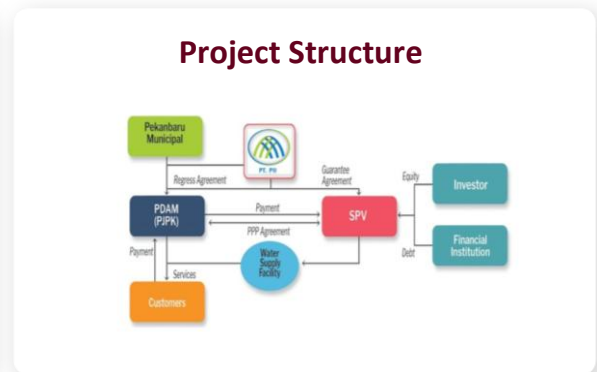 Project Structure
Pekanbaru
Municipal
PT. PII
Regress Agreement
Guarantee
Agreement
Equity
Investor
PDAM
(PJPK)
Payment
SPV
PPP Agreement
Debt
Financial
Institution
Payment
Water
Supply
Facility
Services
Customers